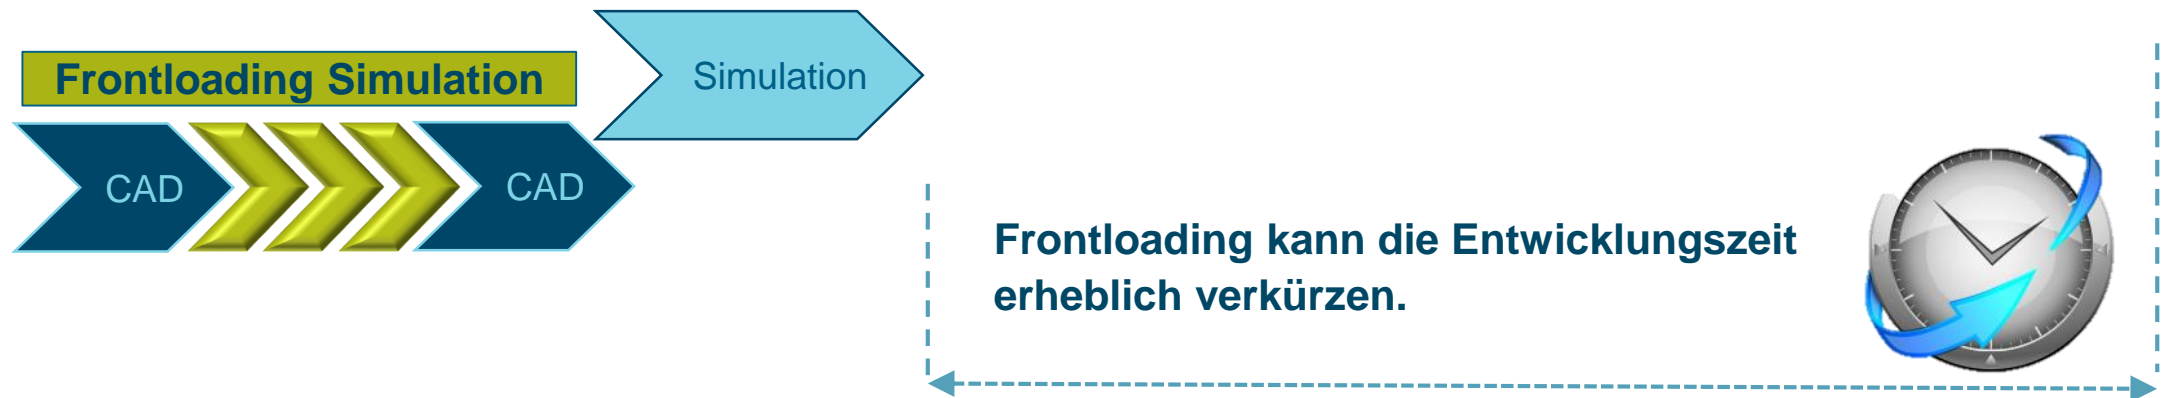 Frontloading Simulation
Simulation
CAD
CAD
Frontloading kann die Entwicklungszeit
erheblich verkürzen.